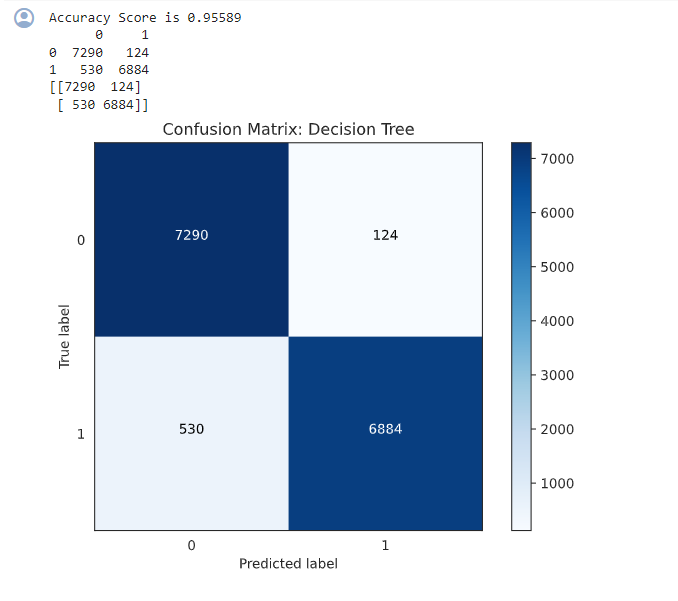 Accuracy Score is 0.95589
0 1
0 7290 124
1 530 6884
[[7290 124]
[ 530 6884]]
Confusion Matrix: Decision Tree
7000
6000
5000
4000
3000
2000
1000
True label
0
7290 124
1
530 6884
0 1
Predicted label